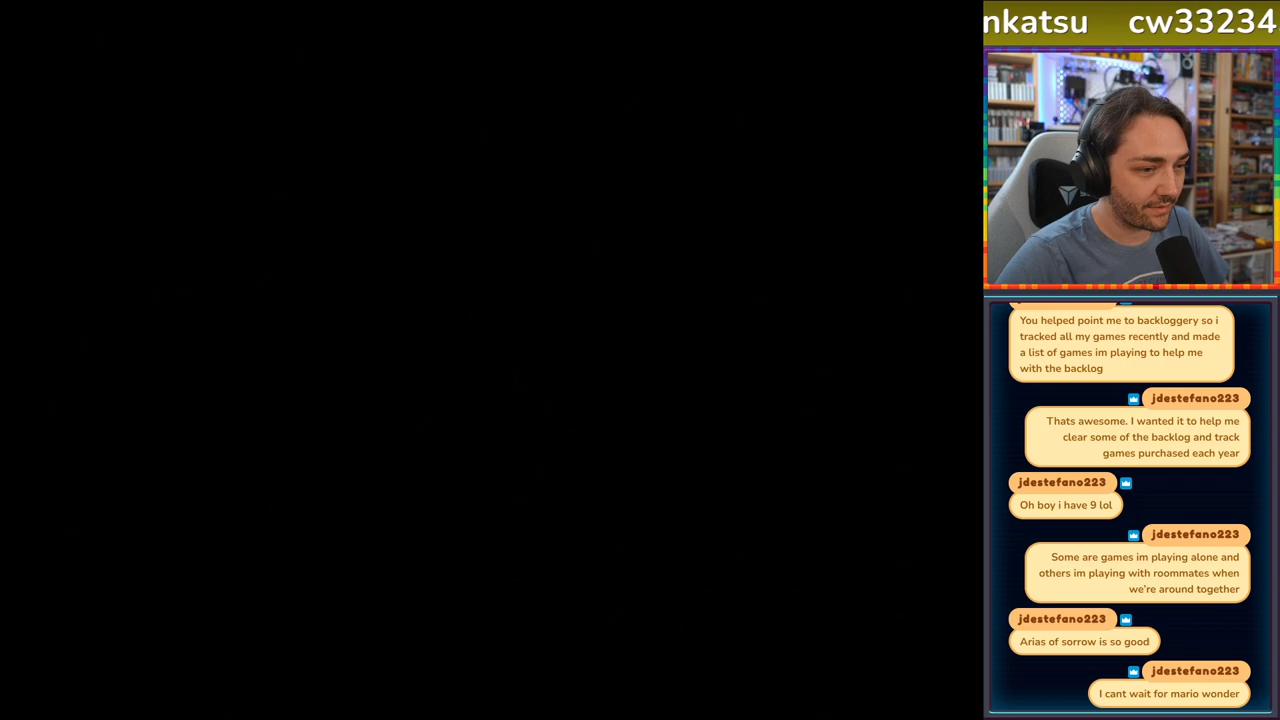 nkatsu cw33234
You helped point me to backloggery so i
tracked all my games recently and made
a list of games im playing to help me
with the backlog
jdestefano223
Thats awesome. I wanted it to help me
clear some of the backlog and track
games purchased each year
jdestefano223
Oh boy i have 9 lol
jdestefano223
Some are games im playing alone and
others im playing with roommates when
we're around together
jdestefano223
Arias of sorrow is so good
jdestefano223
I cant wait for mario wonder